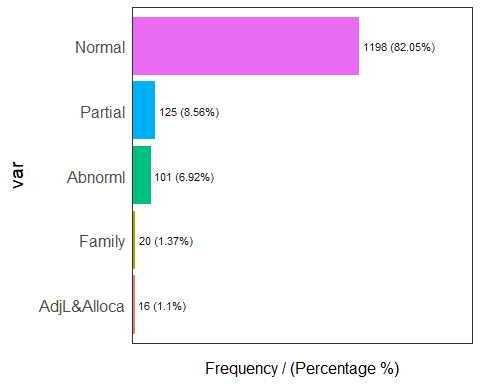 Normal 1198 (82.05%)
Partial 125 (8.56%)
Abnorml 101 (6.92%)
Family 20 (1.37%)
AdjL&Alloca 16 (1.1%)
var
Frequency / (Percentage %)